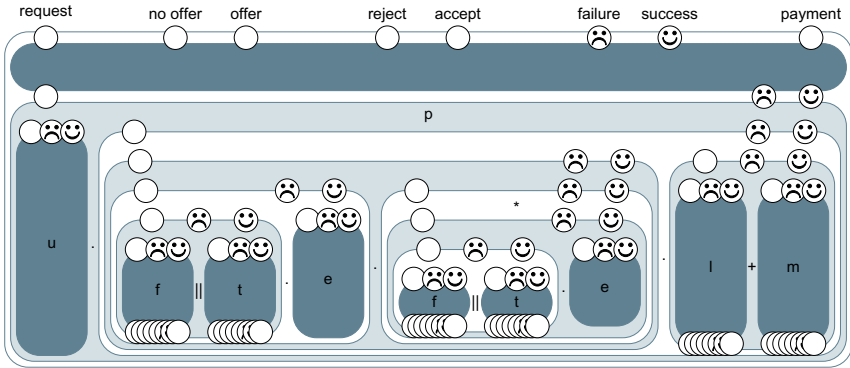 request no offer offer reject accept failure success payment
p
*
u . f || t . e . f || t . e . l + m